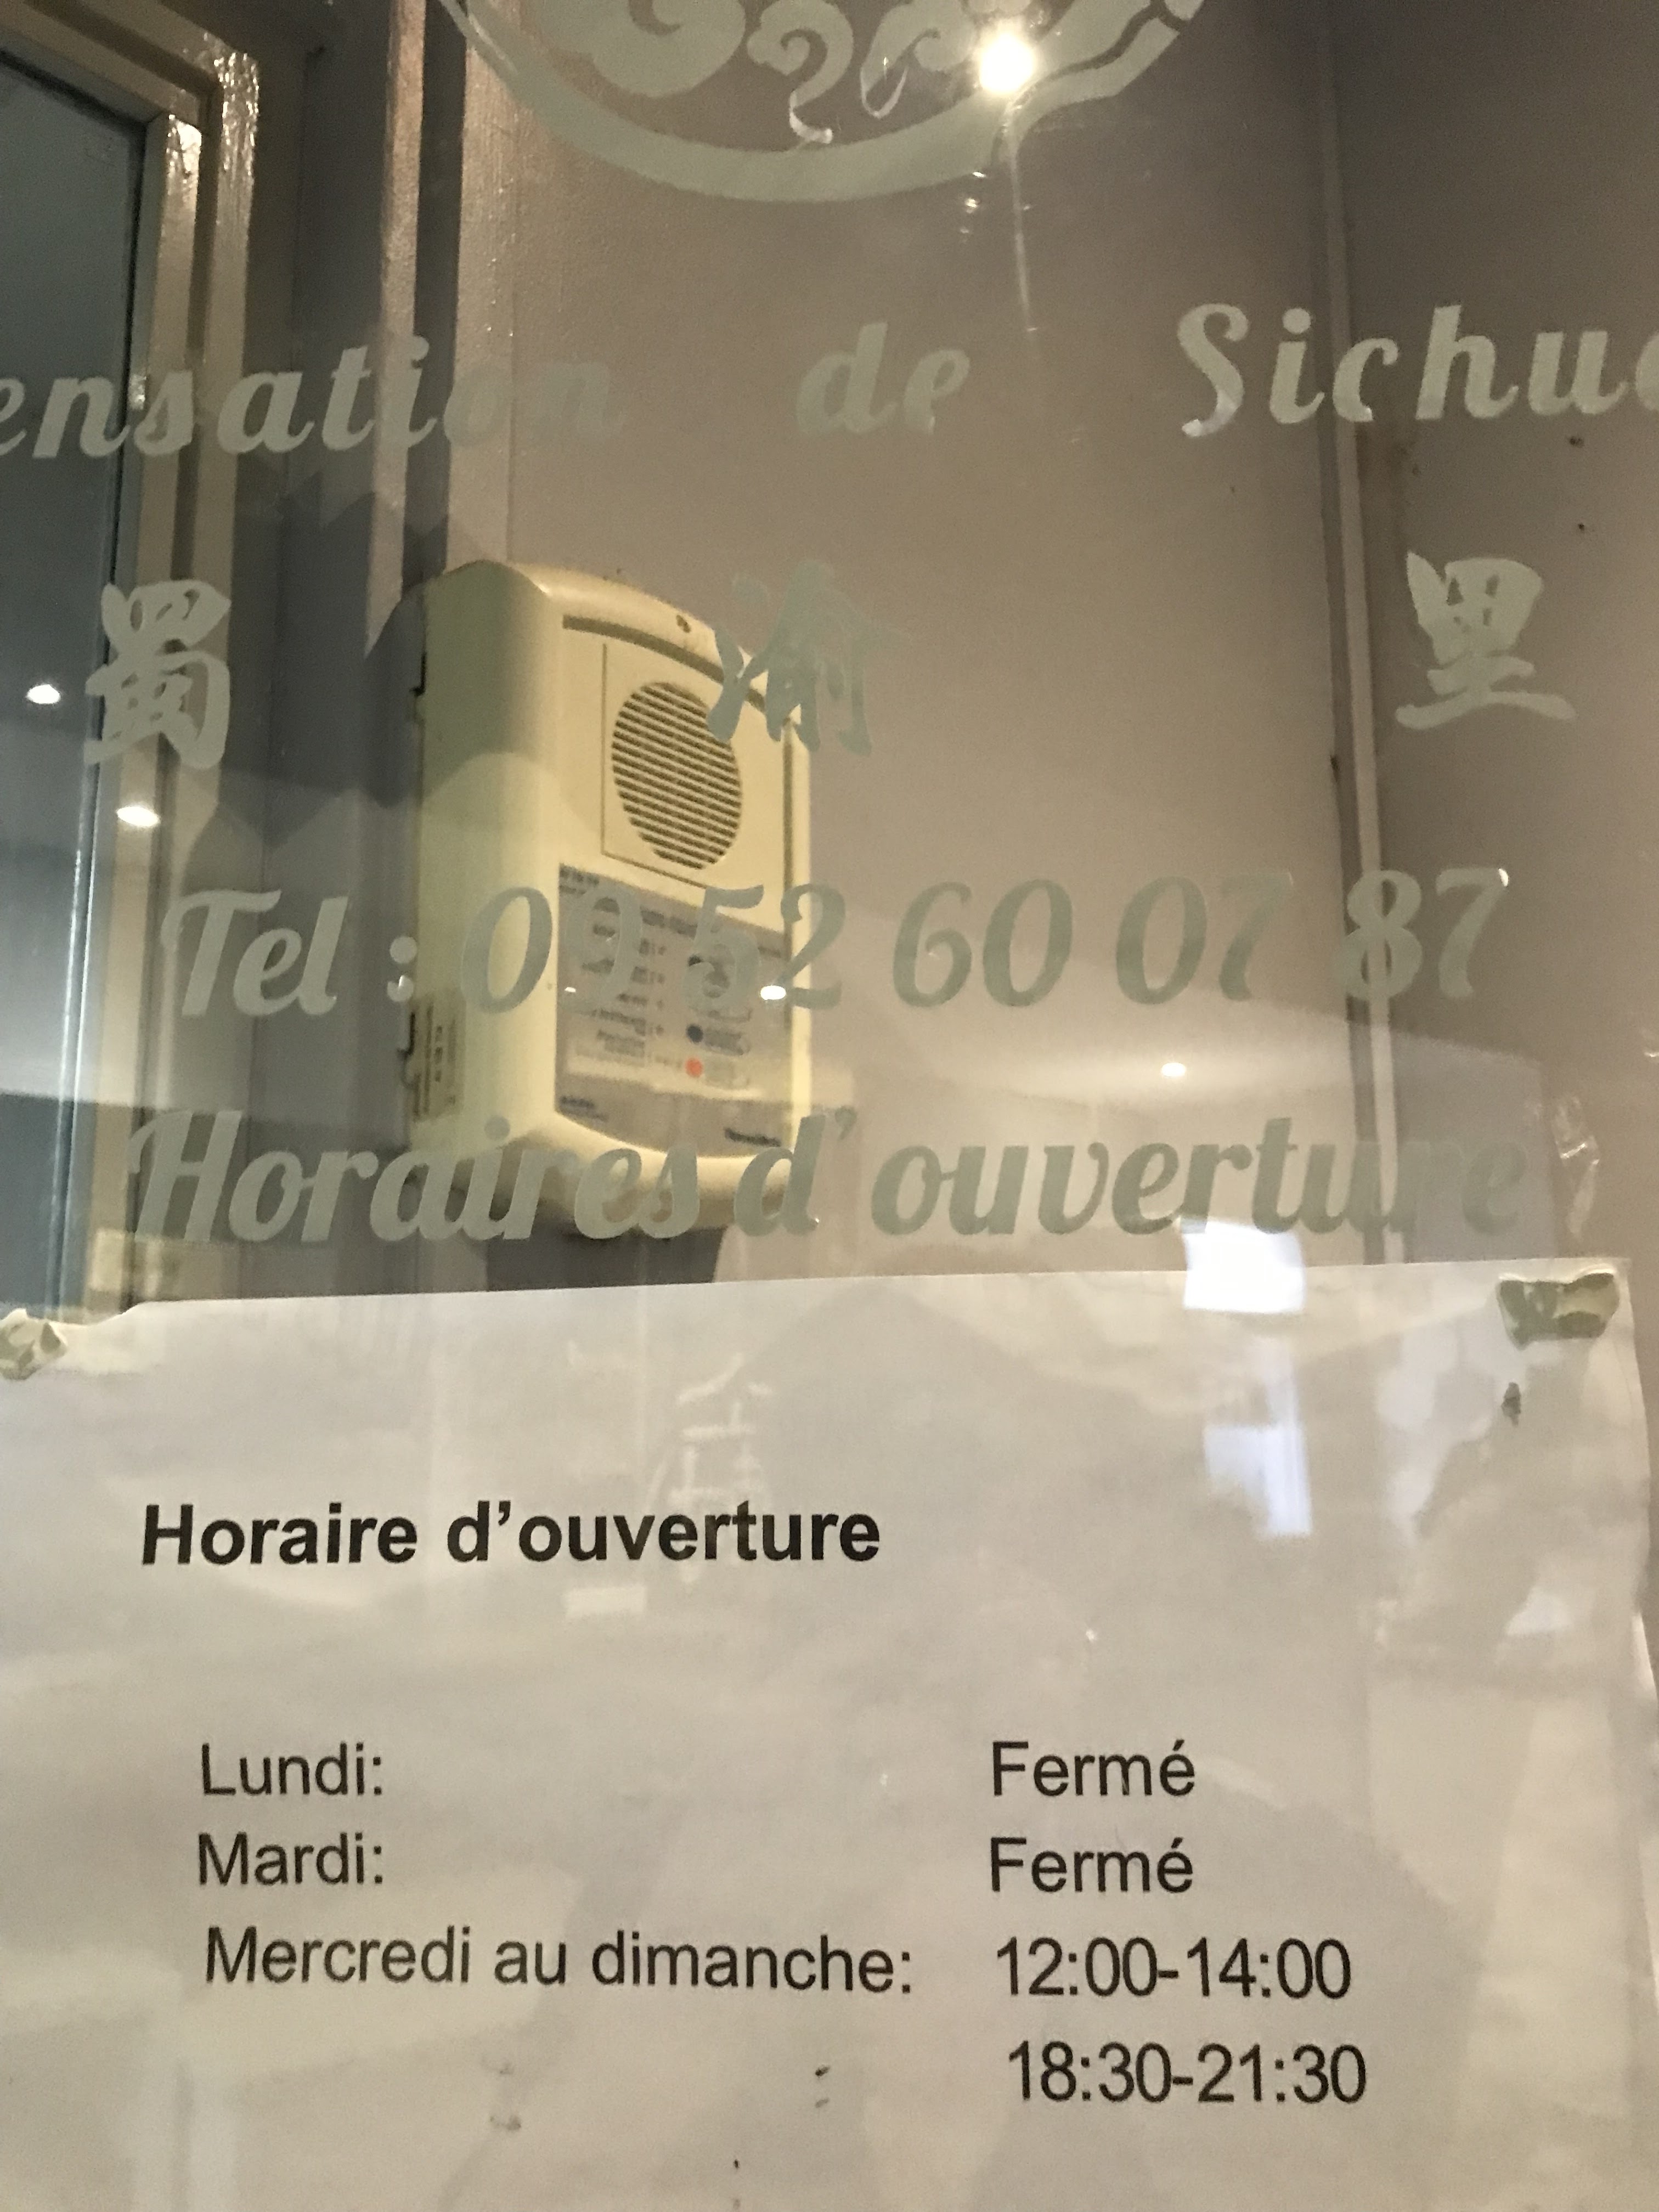 ensation de Sichua
蜀 渝 里
Tel : 09 52 60 07 87
Horaires d'ouverture
Horaire d'ouverture
Lundi: Fermé
Mardi: Fermé
Mercredi au dimanche: 12:00-14:00
18:30-21:30